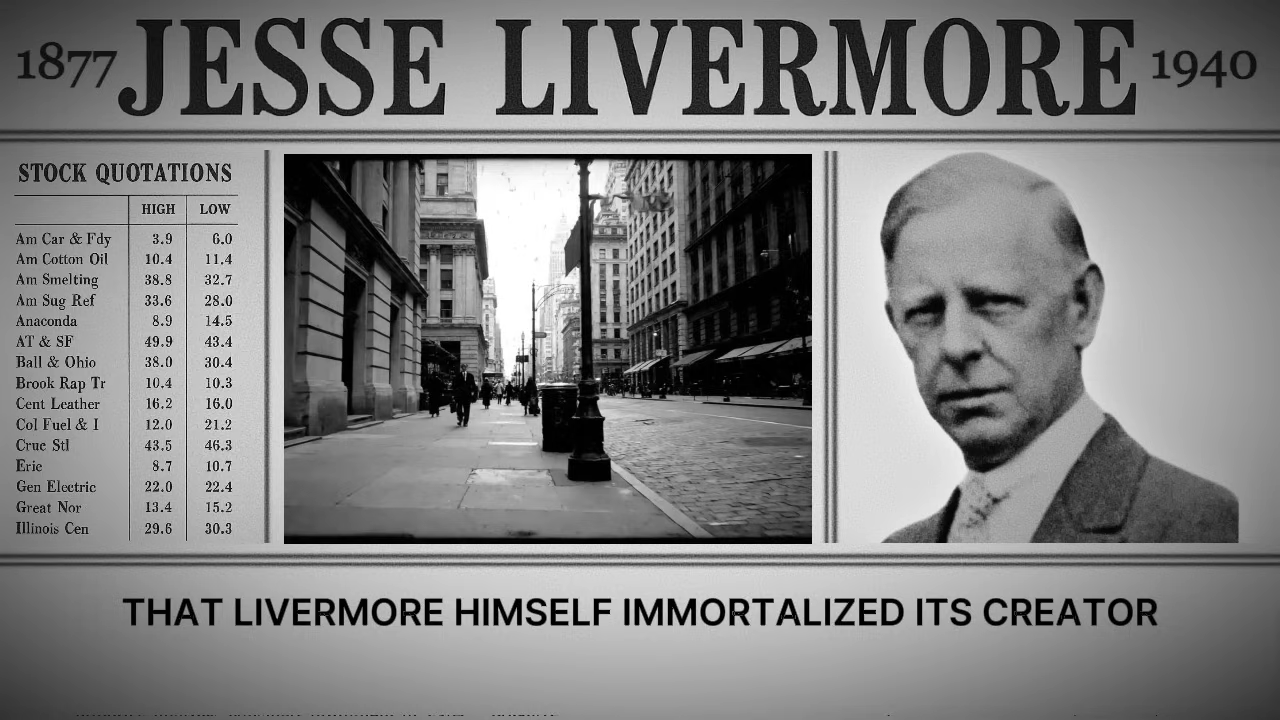 1877 JESSE LIVERMORE 1940
STOCK QUOTATIONS
HIGH LOW
Am Car & Fdy 3.9 6.0
Am Cotton Oil 10.4 11.4
Am Smelting 38.8 32.7
Am Sug Ref 33.6 28.0
Anaconda 8.9 14.5
AT & SF 49.9 43.4
Ball & Ohio 38.0 30.4
Brook Rap Tr 10.4 10.3
Cent Leather 16.2 16.0
Col Fuel & I 12.0 21.2
Cruc Stl 43.5 46.3
Erie 8.7 10.7
Gen Electric 22.0 22.4
Great Nor 13.4 15.2
Illinois Cen 29.6 30.3
THAT LIVERMORE HIMSELF IMMORTALIZED ITS CREATOR